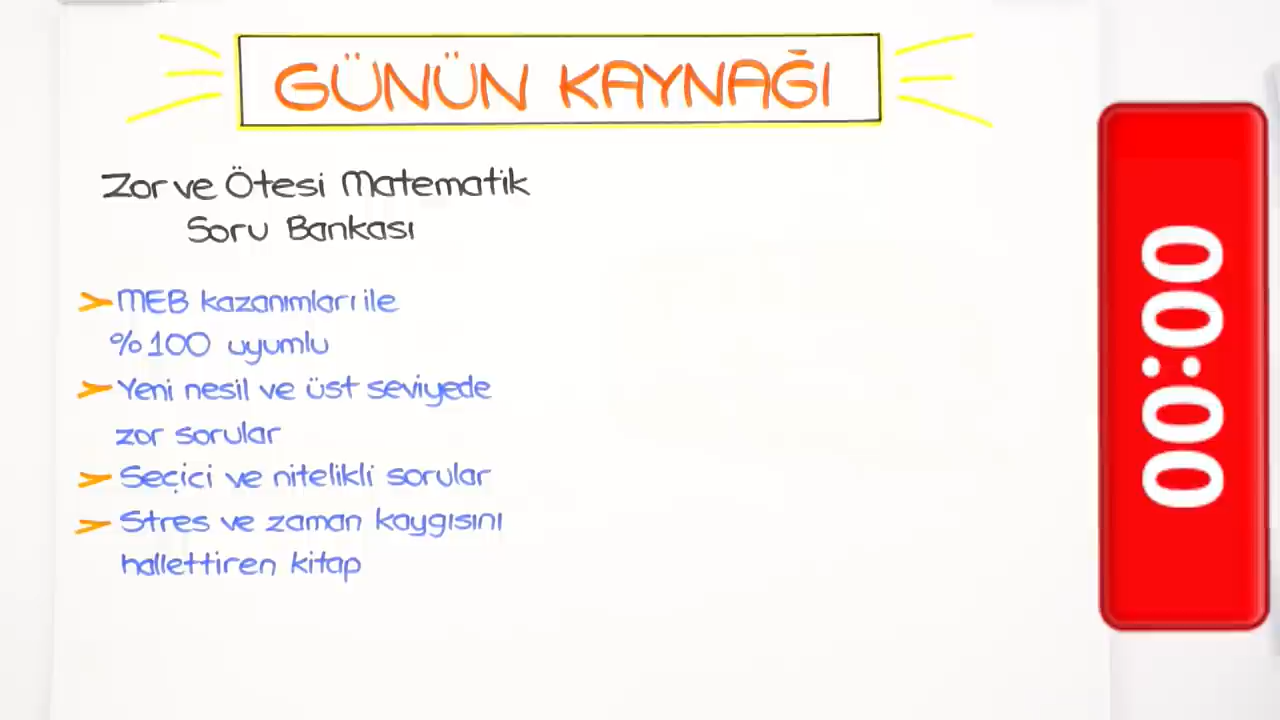 GÜNÜN KAYNAĞI
Zor ve Ötesi Matematik
Soru Bankası
➤ MEB kazanımları ile
%100 uyumlu
➤ Yeni nesil ve üst seviyede
zor sorular
➤ Seçici ve nitelikli sorular
➤ Stres ve zaman kaygısını
hallettiren kitap
00:00